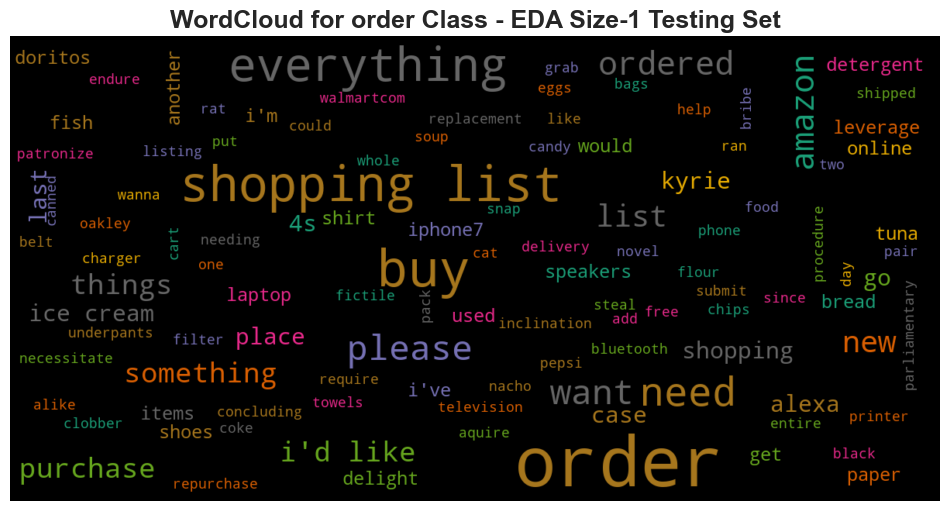 WordCloud for order Class - EDA Size-1 Testing Set
doritos
endure
another
everything
grab
ordered
amazon
detergent
eggs
bags
shipped
walmartcom
rat
i'm
could
replacement
like
help
bribe
leverage
fish
put
soup
candy
would
ran
online
patronize
listing
whole
two
last
canned
wanna
shopping list
kyrie
snap
list
food
oakley
4s
shirt
iphone7
phone
procedure
tuna
belt
cart
needing
delivery
novel
pair
charger
one
buy
cat
speakers
flour
day
go
things
laptop
fictile
pack
steal
submit
since
bread
ice cream
used
add
free
chips
parliamentary
underpants
filter
place
inclination
new
necessitate
please
bluetooth
shopping
something
require
pepsi
i've
nacho
want
need
alike
items
concluding
towels
television
case
alexa
printer
clobber
shoes
coke
aquire
entire
purchase
i'd like
order
get
black
repurchase
delight
paper